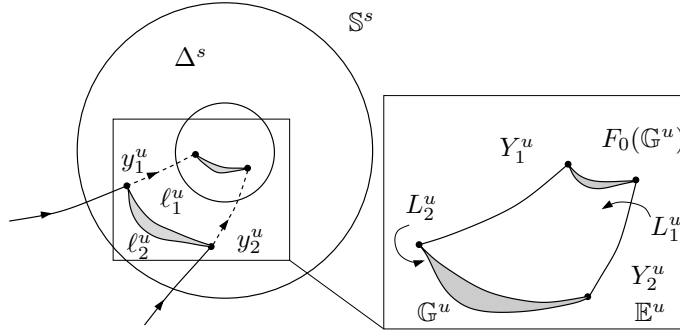 𝕊^s
Δ^s
y_1^u
ℓ_1^u
ℓ_2^u
y_2^u
Y_1^u
F_0(𝔾^u)
L_2^u
L_1^u
Y_2^u
𝔾^u
𝔼^u